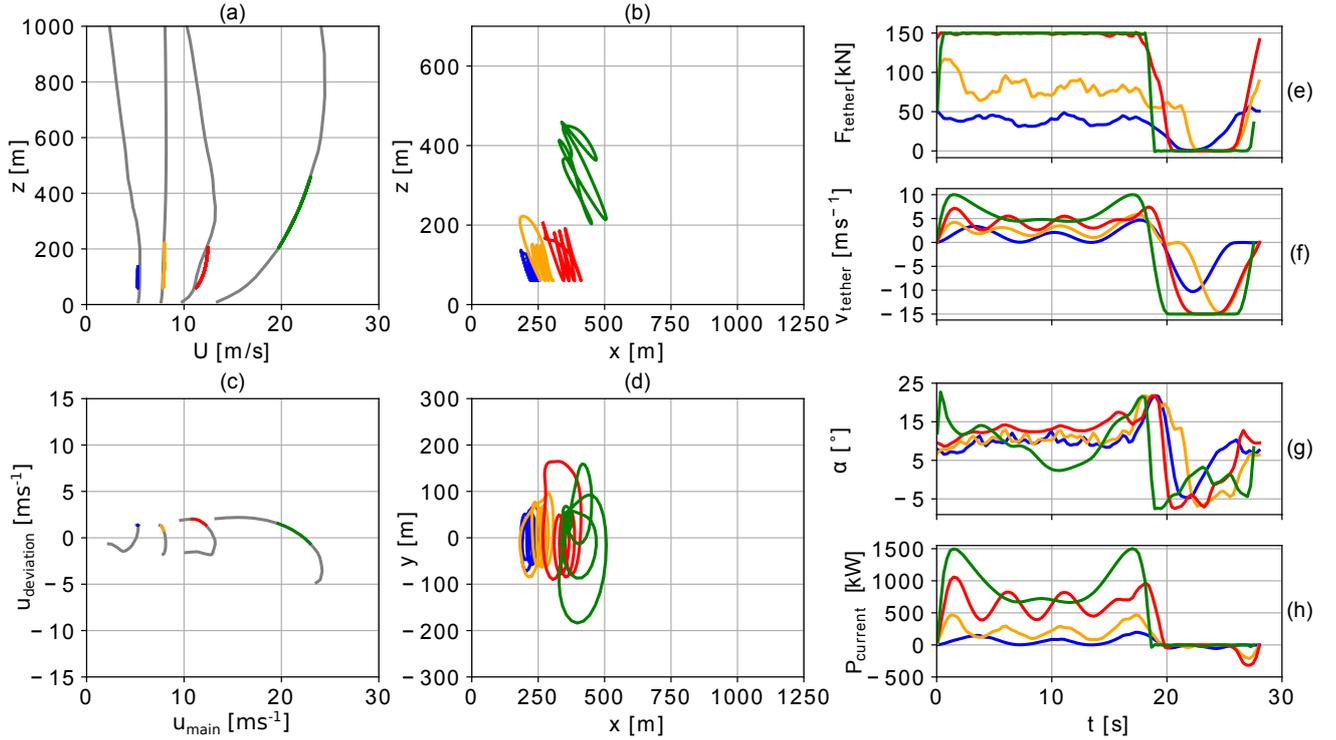 (a)
1000
800
600
400
200
0
z [m]
0 10 20 30
U [m/s]
(b)
600
400
200
0
z [m]
0 250 500 750 1000 1250
x [m]
(c)
15
10
5
0
− 5
− 10
− 15
u_deviation [ms⁻¹]
0 10 20 30
u_main [ms⁻¹]
(d)
300
200
100
0
− 100
− 200
− 300
y [m]
0 250 500 750 1000 1250
x [m]
150
100
50
0
F_tether[kN]
(e)
10
5
0
− 5
− 10
− 15
v_tether [ms⁻¹]
(f)
25
15
5
− 5
α [°]
(g)
1500
1000
500
0
− 500
P_current [kW]
(h)
0 10 20 30
t [s]